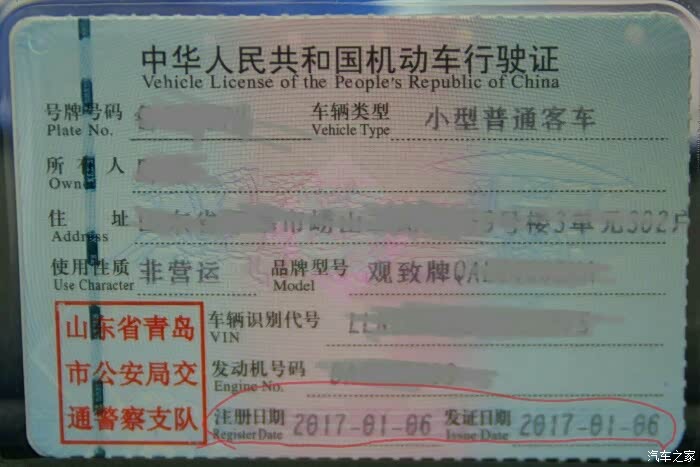 中华人民共和国机动车行驶证
Vehicle License of the People's Republic of China
号牌号码 车辆类型 小型普通客车
Plate No. Vehicle Type
所有人
Owner
住址 市崂山 号楼3单元302户
Address
使用性质 非营运 品牌型号 观致牌QA
Use Character Model
山东省青岛 车辆识别代号
VIN
市公安局交 发动机号码
Engine No.
通警察支队 注册日期 2017-01-06 发证日期 2017-01-06
Register Date Issue Date
汽车之家